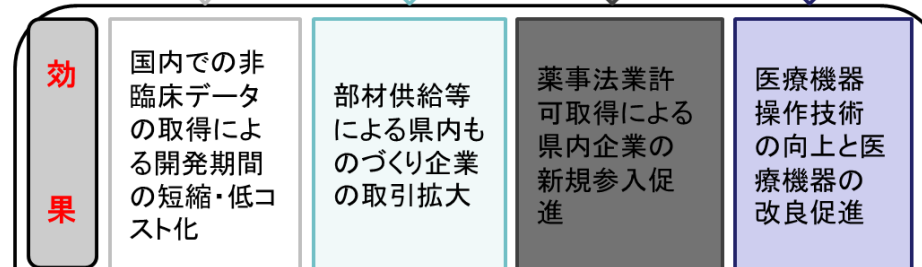 効
果
国内での非
臨床データ
の取得によ
る開発期間
の短縮・低コ
スト化
部材供給等
による県内も
のづくり企業
の取引拡大
薬事法業許
可取得による
県内企業の
新規参入促
進
医療機器
操作技術
の向上と医
療機器の
改良促進